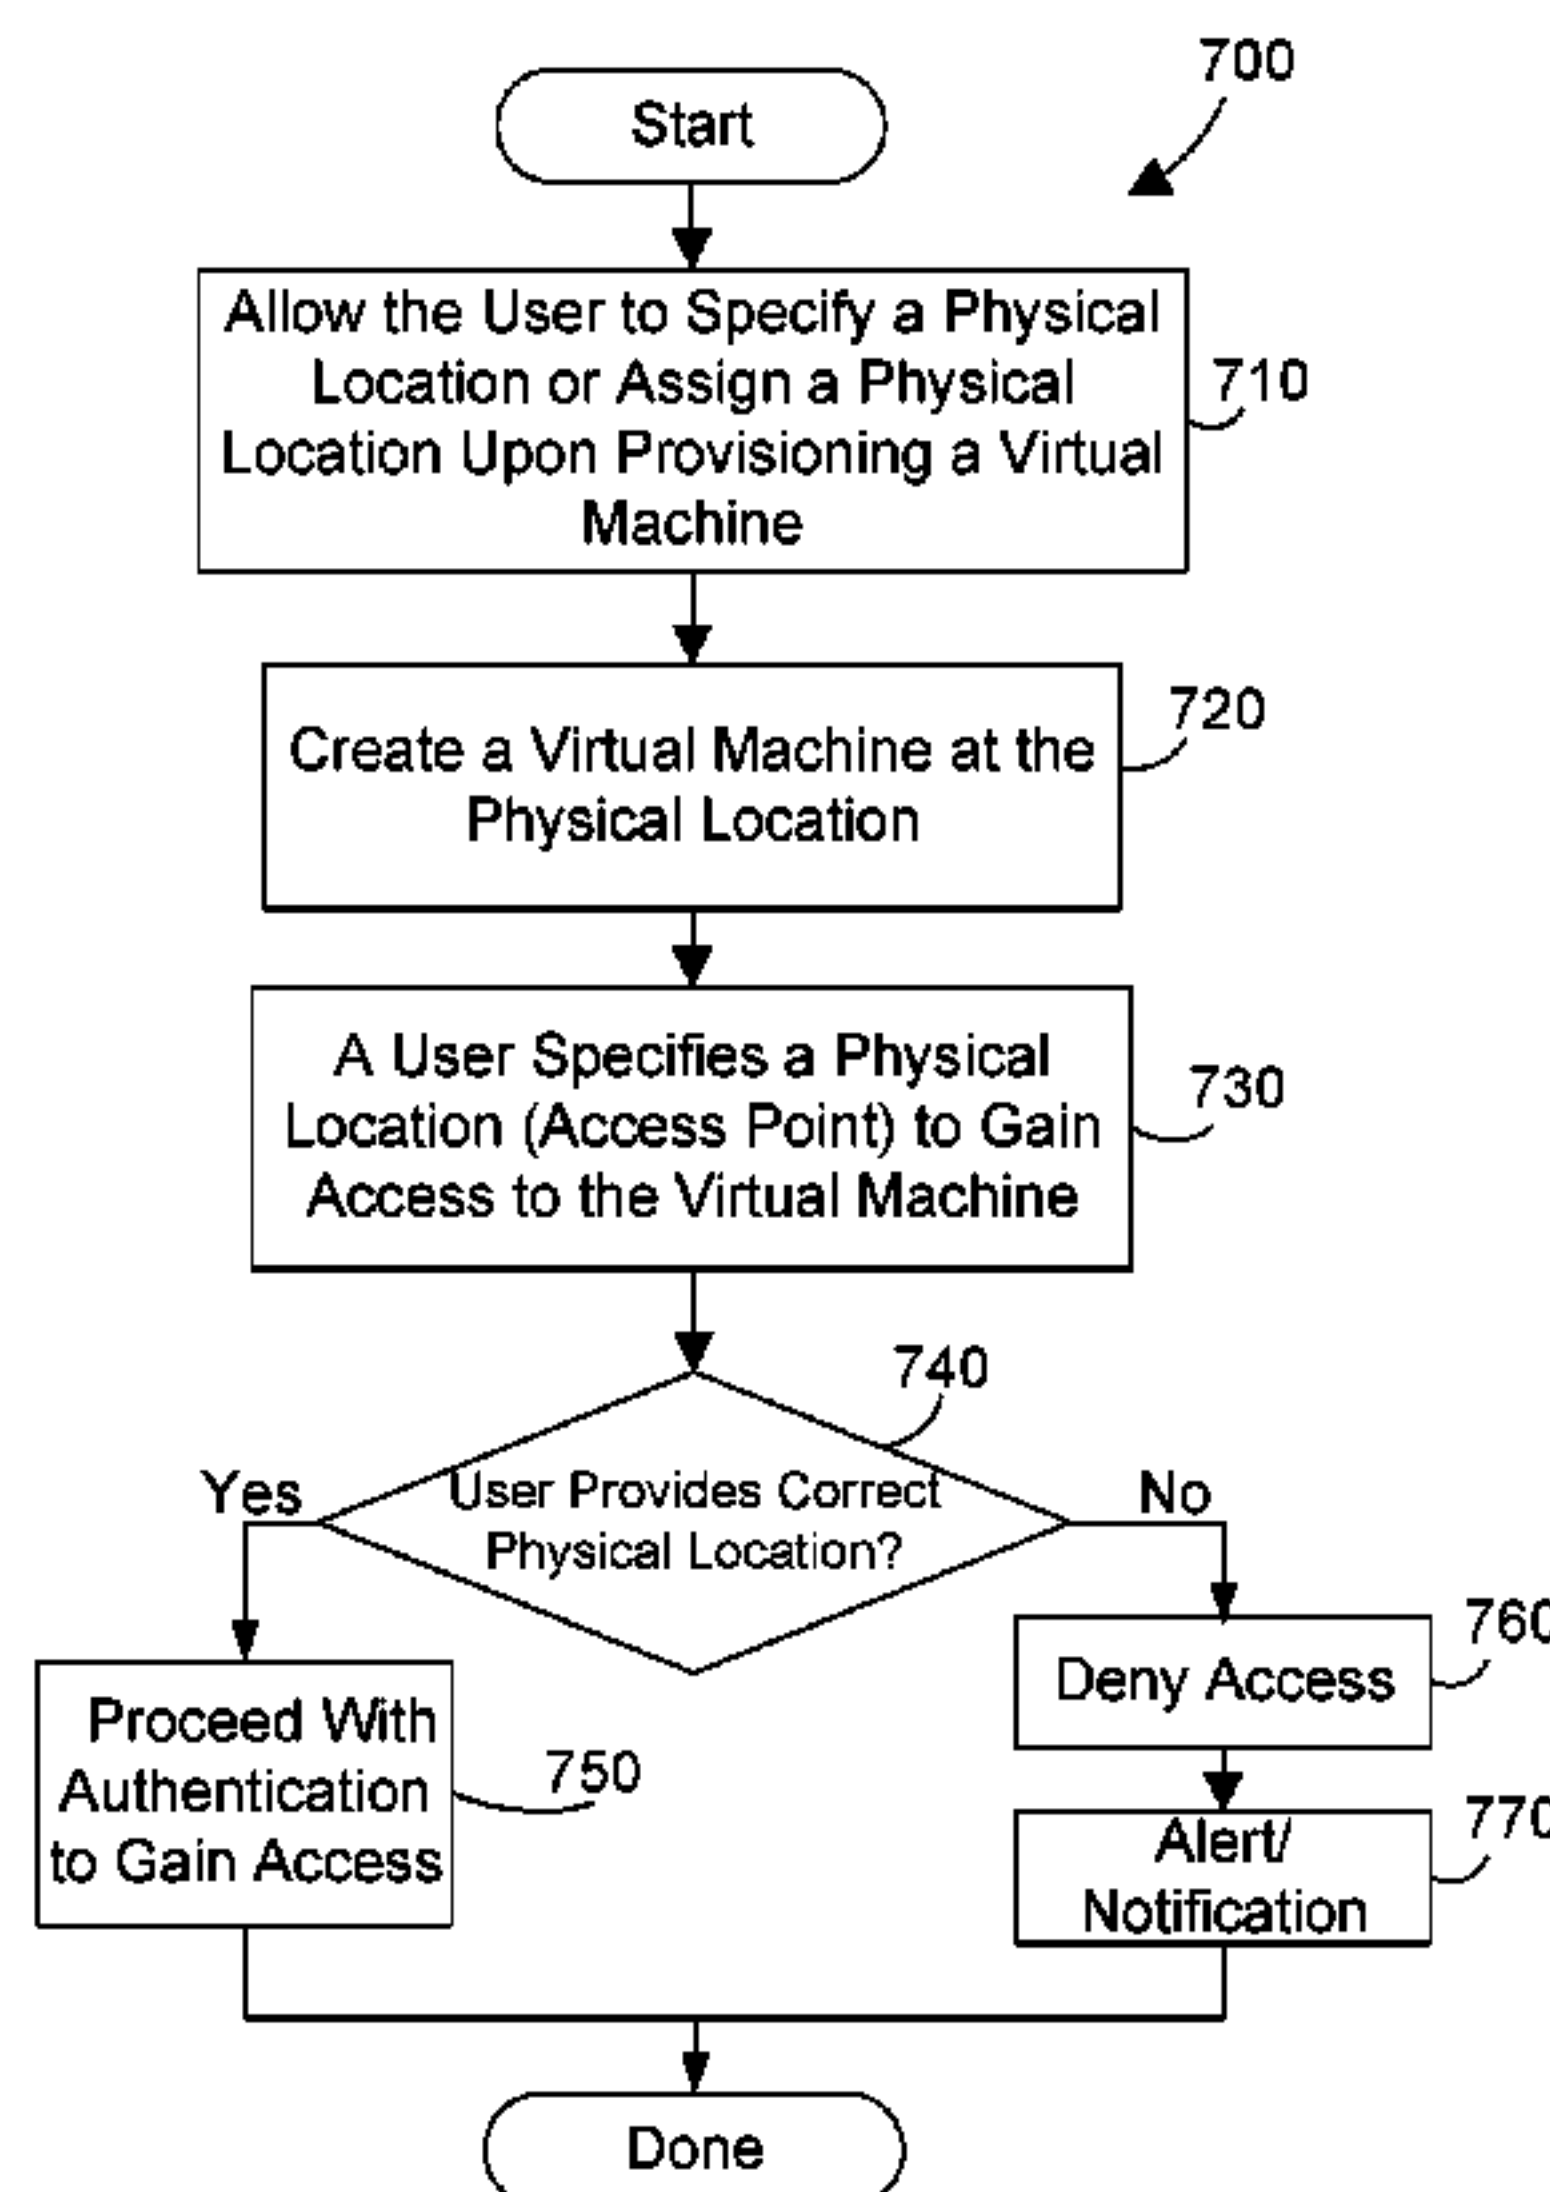 700
Start
Allow the User to Specify a Physical
Location or Assign a Physical
Location Upon Provisioning a Virtual
Machine
710
Create a Virtual Machine at the
Physical Location
720
A User Specifies a Physical
Location (Access Point) to Gain
Access to the Virtual Machine
730
740
User Provides Correct
Physical Location?
Yes
No
Proceed With
Authentication
to Gain Access
750
Deny Access
760
Alert/
Notification
770
Done